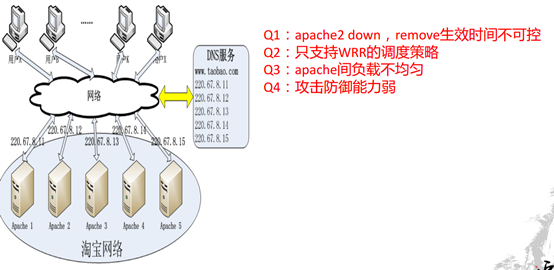 Q1：apache2 down，remove生效时间不可控
Q2：只支持WRR的调度策略
Q3：apache间负载不均匀
Q4：攻击防御能力弱
……
用户A
用户B
用户K
DNS服务
www.taobao.com
220.67.8.11
220.67.8.12
220.67.8.13
220.67.8.14
220.67.8.15
网络
220.67.8.11
220.67.8.12
220.67.8.13
220.67.8.14
220.67.8.15
Apache 1
Apache 2
Apache 3
Apache 4
Apache 5
淘宝网络